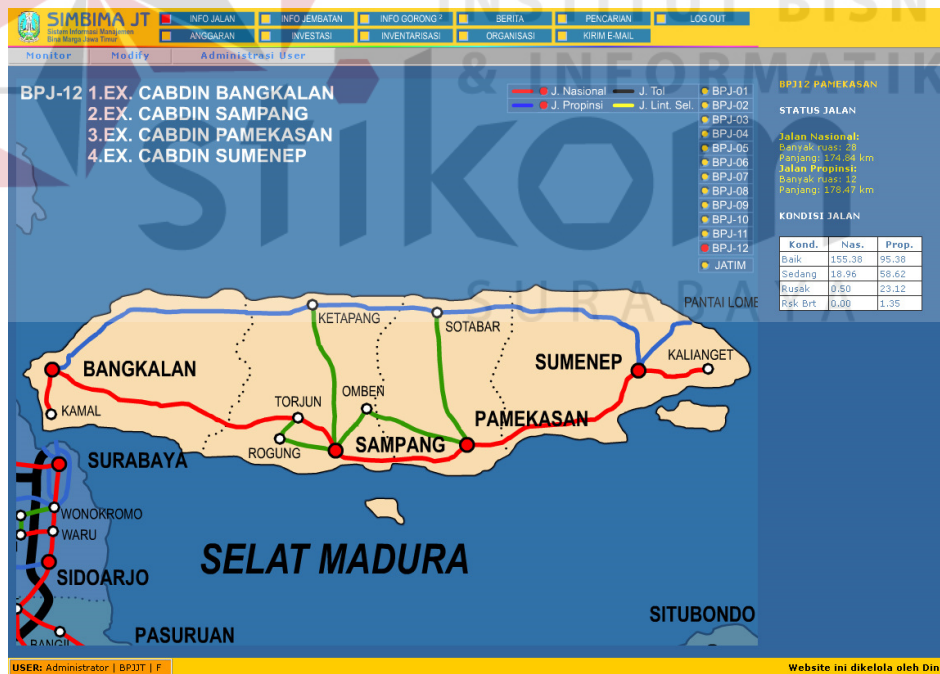 SIMBIMA JT
Sistem Informasi Manajemen
Bina Marga Jawa Timur
INFO JALAN
INFO JEMBATAN
INFO GORONG ²
BERITA
PENCARIAN
LOG OUT
ANGGARAN
INVESTASI
INVENTARISASI
ORGANISASI
KIRIM E-MAIL
INSTITUT BISN
& INFORMATIK
stikom
SURABAYA
Monitor
Modify
Administrasi User
BPJ-12 1.EX. CABDIN BANGKALAN
2.EX. CABDIN SAMPANG
3.EX. CABDIN PAMEKASAN
4.EX. CABDIN SUMENEP
J. Nasional
J. Tol
J. Propinsi
J. Lint. Sel.
BPJ-01
BPJ-02
BPJ-03
BPJ-04
BPJ-05
BPJ-06
BPJ-07
BPJ-08
BPJ-09
BPJ-10
BPJ-11
BPJ-12
JATIM
BPJ12 PAMEKASAN
STATUS JALAN
Jalan Nasional:
Banyak ruas: 28
Panjang: 174.84 km
Jalan Propinsi:
Banyak ruas: 12
Panjang: 178.47 km
KONDISI JALAN
Kond. Nas. Prop.
Baik 155.38 95.38
Sedang 18.96 58.62
Rusak 0.50 23.12
Rsk Brt 0.00 1.35
PANTAI LOME
KETAPANG
SOTABAR
BANGKALAN
SUMENEP
KALIANGET
KAMAL
TORJUN
OMBEN
PAMEKASAN
ROGUNG
SAMPANG
SURABAYA
WONOKROMO
WARU
SELAT MADURA
SIDOARJO
SITUBONDO
PASURUAN
BANGIL
USER: Administrator | BPJJT | F
Website ini dikelola oleh Din